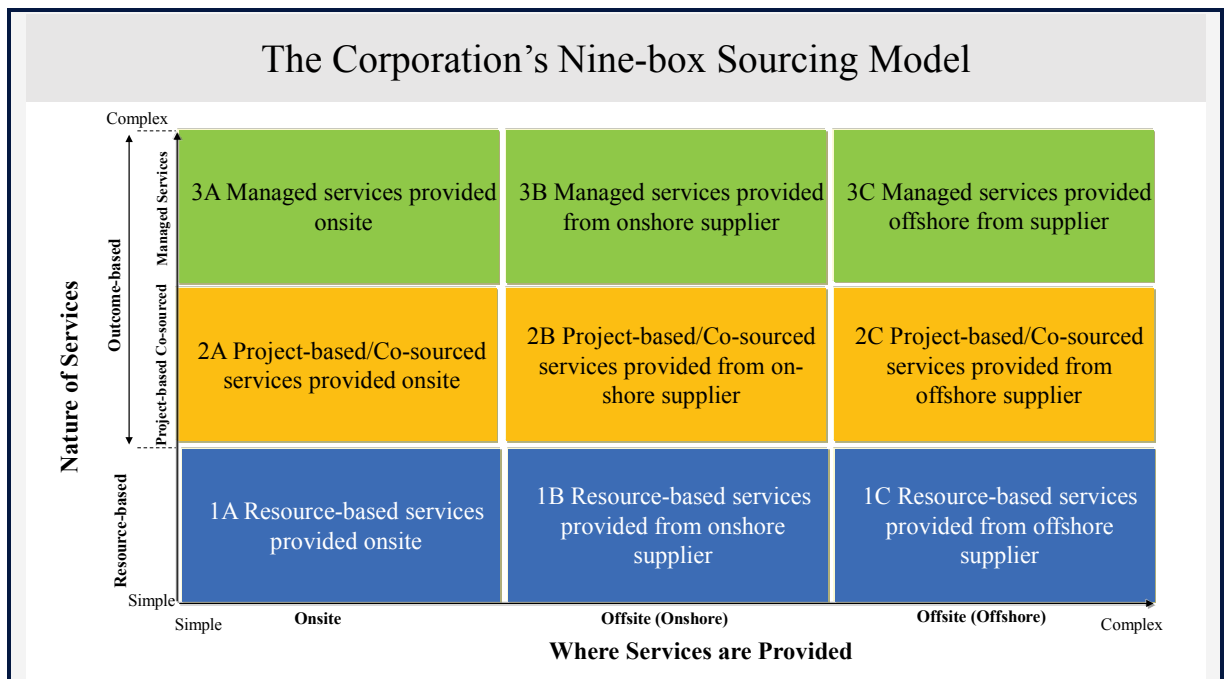 The Corporation's Nine-box Sourcing Model
Complex
Nature of Services
Outcome-based
Resource-based
Managed Services
Project-based Co-sourced
3A Managed services provided
onsite
3B Managed services provided
from onshore supplier
3C Managed services provided
offshore from supplier
2A Project-based/Co-sourced
services provided onsite
2B Project-based/Co-sourced
services provided from on-
shore supplier
2C Project-based/Co-sourced
services provided from
offshore supplier
1A Resource-based services
provided onsite
1B Resource-based services
provided from onshore
supplier
1C Resource-based services
provided from offshore
supplier
Simple
Simple
Onsite
Offsite (Onshore)
Offsite (Offshore)
Complex
Where Services are Provided